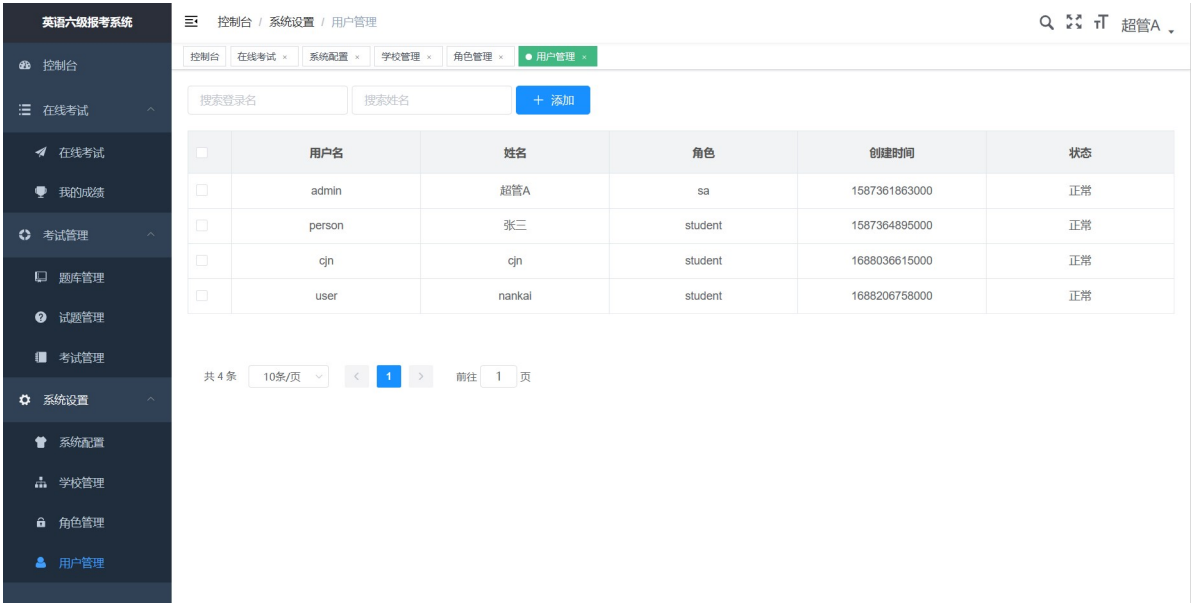 英语六级报考系统
控制台 / 系统设置 / 用户管理
超管A
控制台 在线考试 × 系统配置 × 学校管理 × 角色管理 × 用户管理 ×
控制台
在线考试
在线考试
我的成绩
考试管理
题库管理
试题管理
考试管理
系统设置
系统配置
学校管理
角色管理
用户管理
搜索登录名 搜索姓名 + 添加
用户名 姓名 角色 创建时间 状态
admin 超管A sa 1587361863000 正常
person 张三 student 1587364895000 正常
cjn cjn student 1688036615000 正常
user nankai student 1688206758000 正常
共 4 条 10条/页 < 1 > 前往 1 页